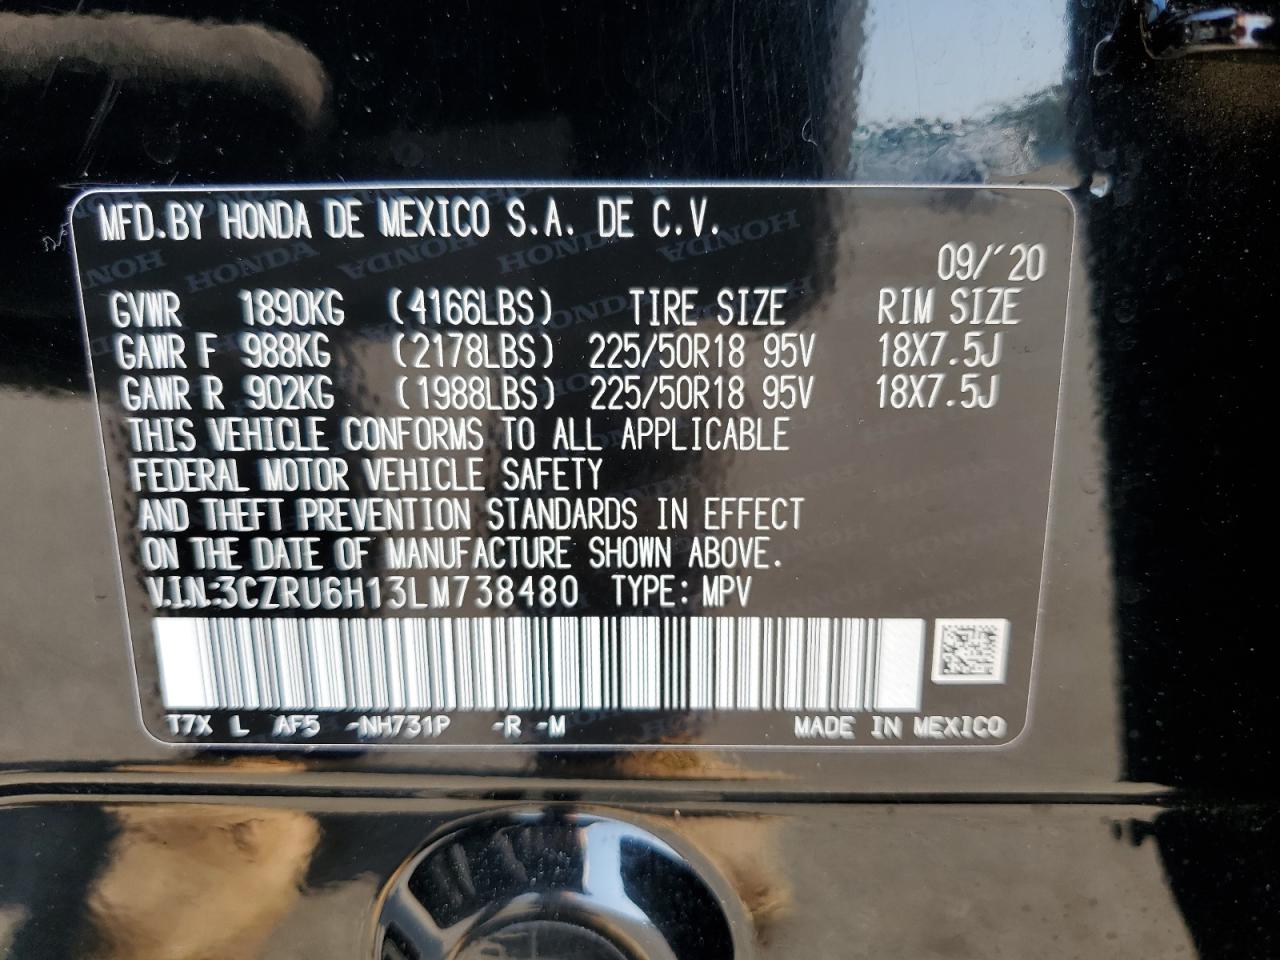 MFD.BY HONDA DE MEXICO S.A. DE C.V.
09/´20
GVWR 1890KG (4166LBS) TIRE SIZE RIM SIZE
GAWR F 988KG (2178LBS) 225/50R18 95V 18X7.5J
GAWR R 902KG (1988LBS) 225/50R18 95V 18X7.5J
THIS VEHICLE CONFORMS TO ALL APPLICABLE
FEDERAL MOTOR VEHICLE SAFETY
AND THEFT PREVENTION STANDARDS IN EFFECT
ON THE DATE OF MANUFACTURE SHOWN ABOVE.
V.I.N.:3CZRU6H13LM738480 TYPE: MPV
T7X L AF5 -NH731P -R -M MADE IN MEXICO